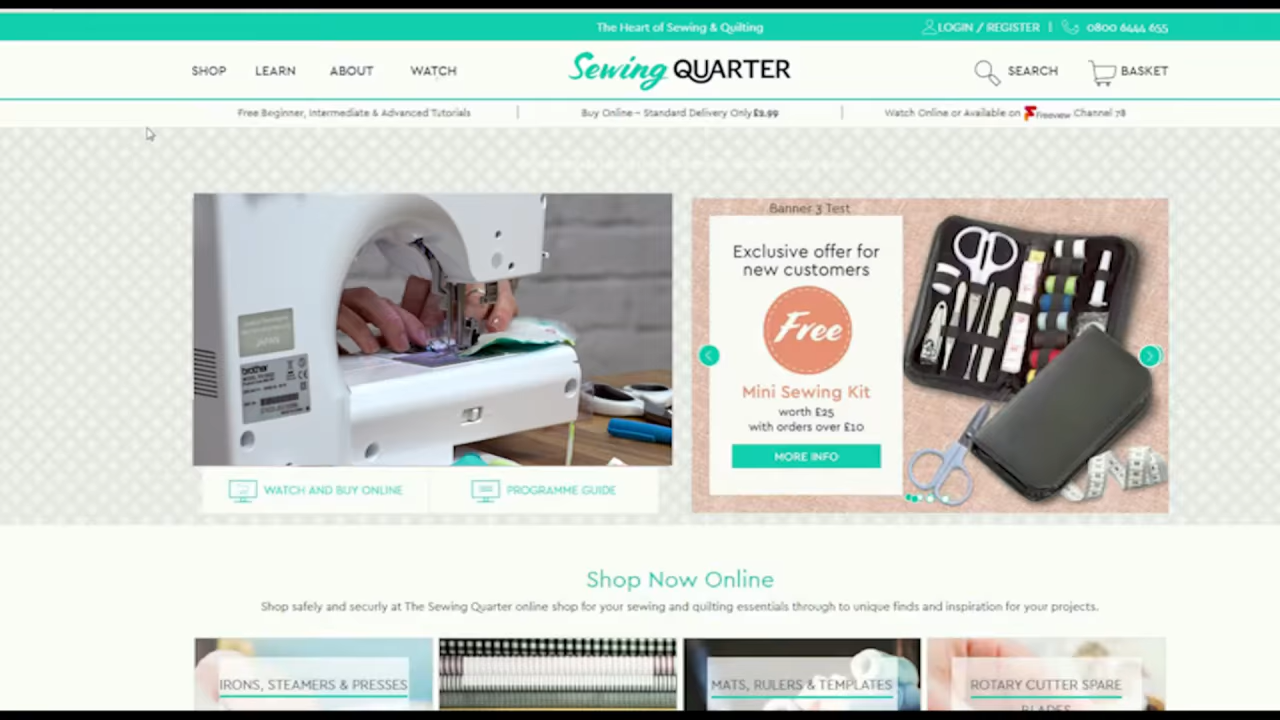 The Heart of Sewing & Quilting
LOGIN / REGISTER | 0800 6444 655
SHOP LEARN ABOUT WATCH
Sewing QUARTER
SEARCH BASKET
Free Beginner, Intermediate & Advanced Tutorials
Buy Online – Standard Delivery Only £2.99
Watch Online or Available on Freeview Channel 78
brother
WATCH AND BUY ONLINE
PROGRAMME GUIDE
Banner 3 Test
Exclusive offer for
new customers
Free
Mini Sewing Kit
worth £25
with orders over £10
MORE INFO
Shop Now Online
Shop safely and securly at The Sewing Quarter online shop for your sewing and quilting essentials through to unique finds and inspiration for your projects.
IRONS, STEAMERS & PRESSES
MATS, RULERS & TEMPLATES
ROTARY CUTTER SPARE
BLADES